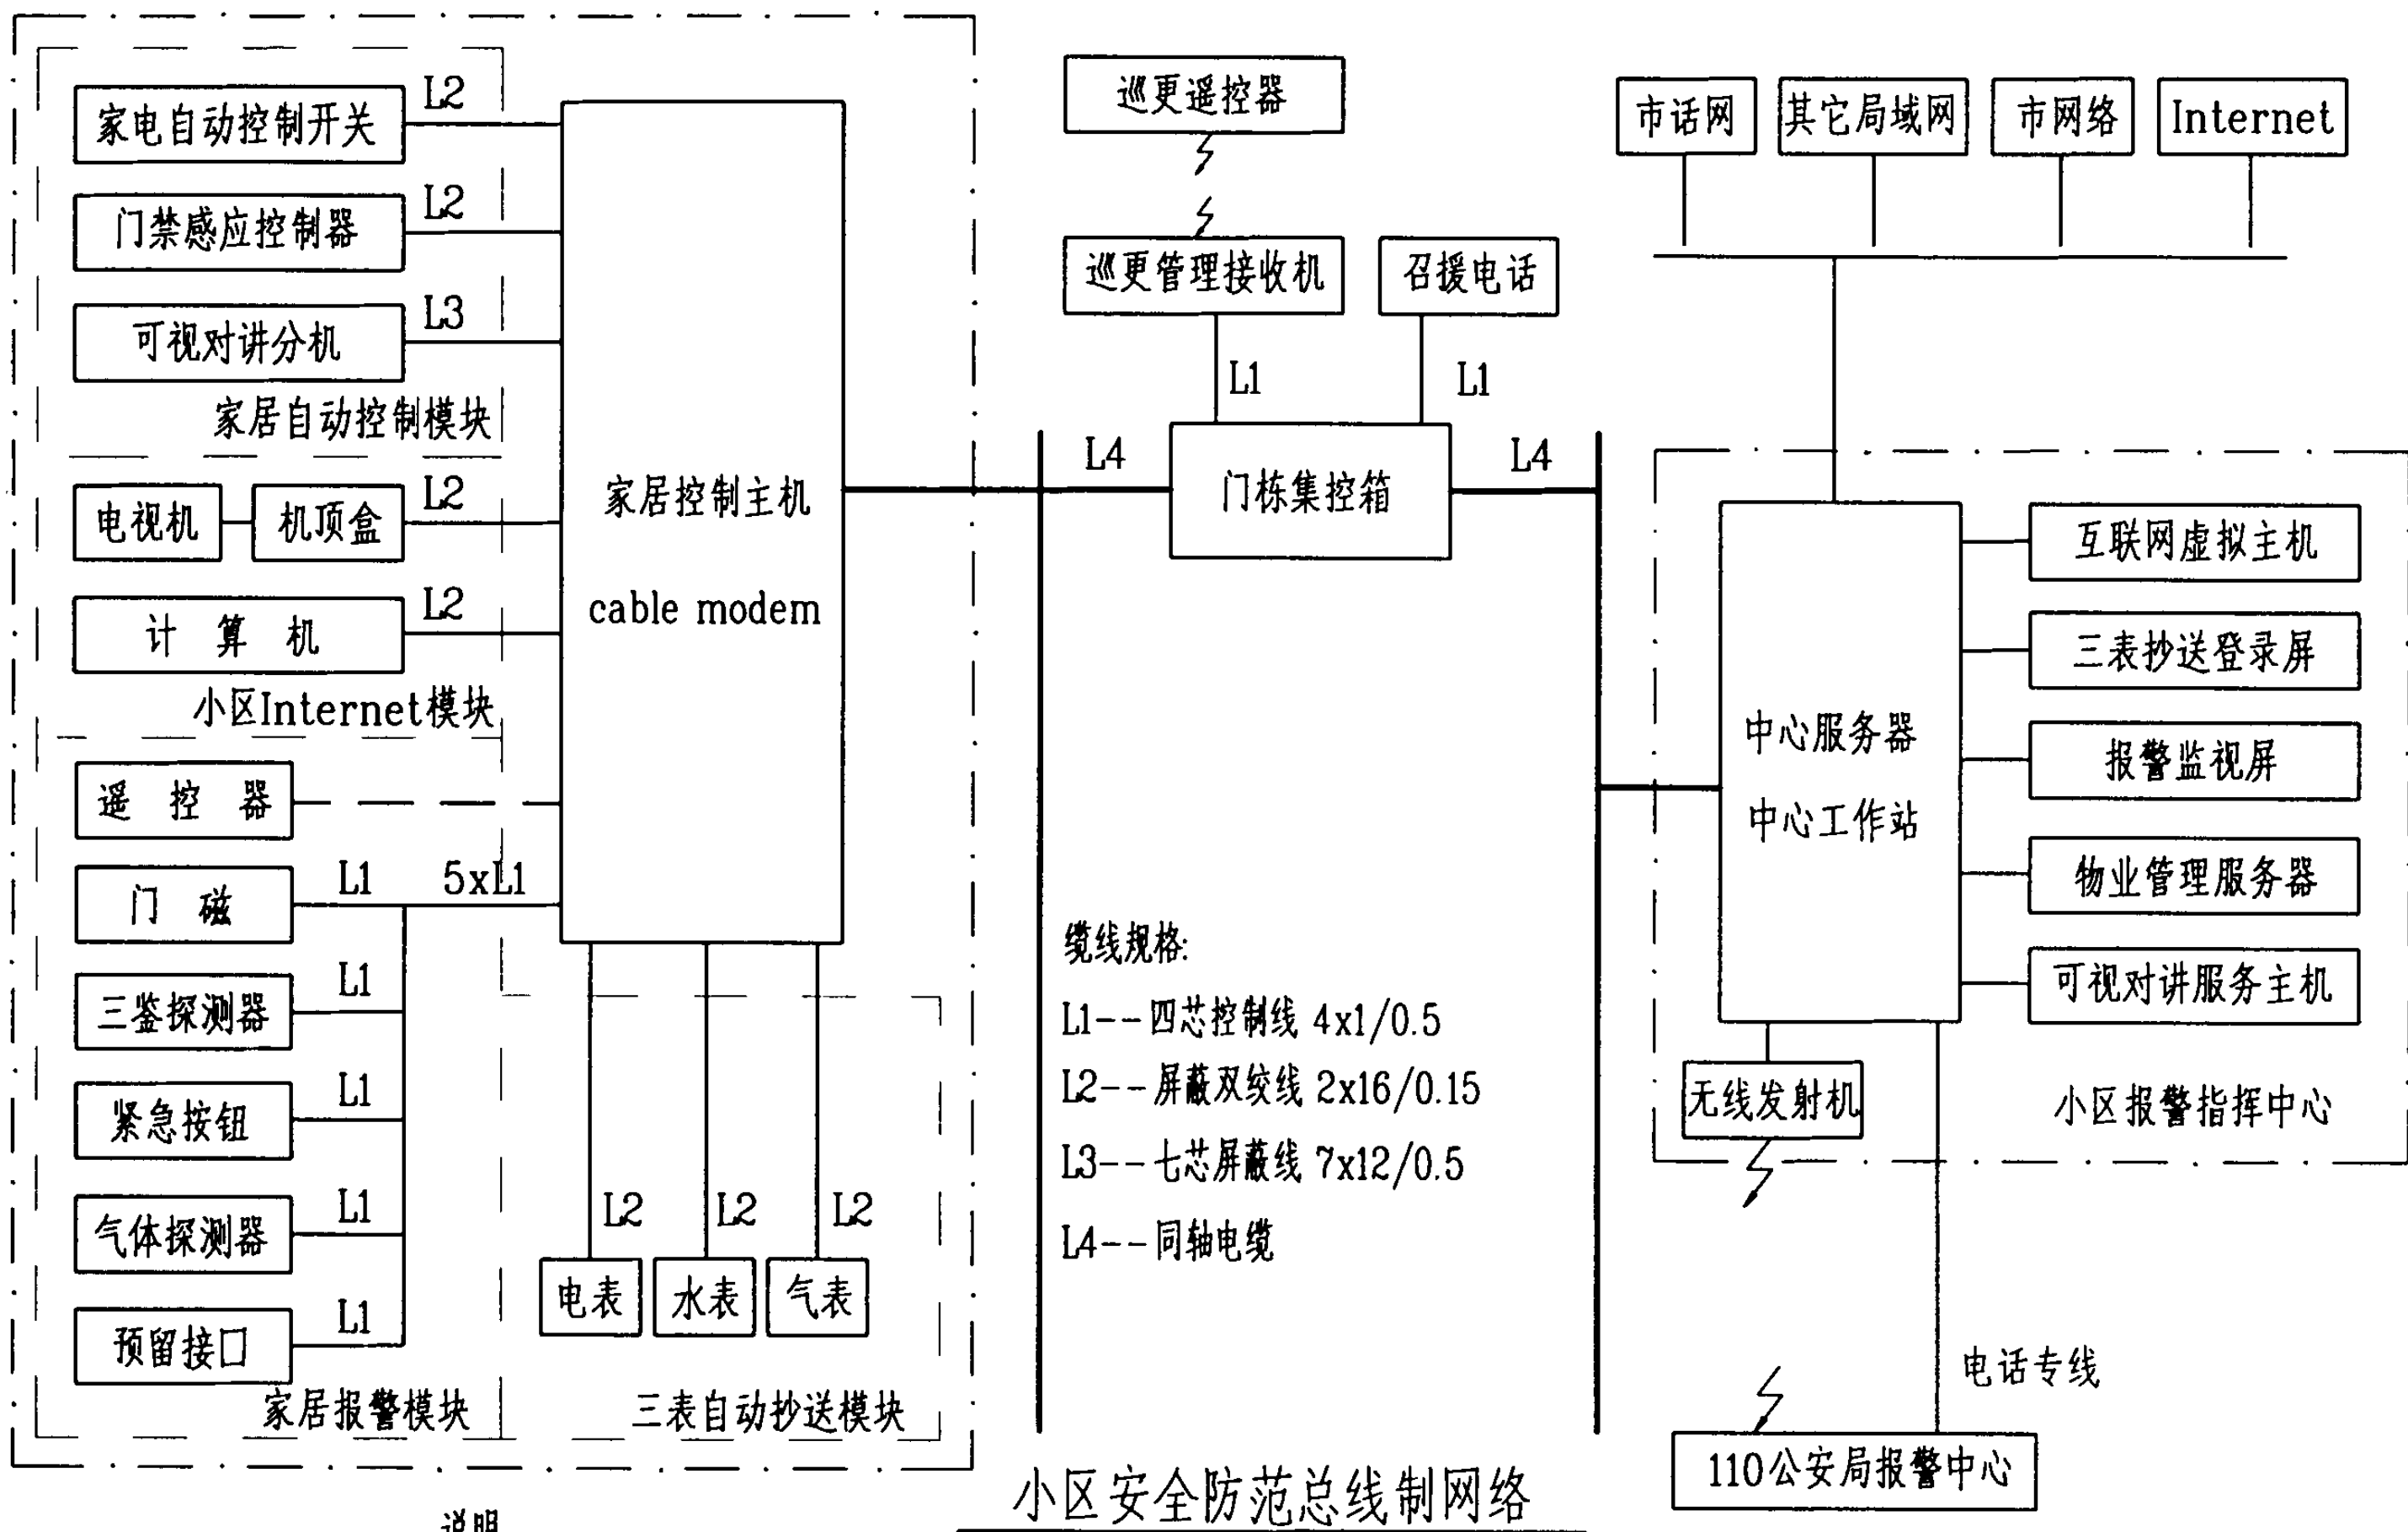 家电自动控制开关
L2
门禁感应控制器
L2
可视对讲分机
L3
家居自动控制模块
电视机
机顶盒
L2
计算机
L2
小区Internet模块
遥控器
门磁
L1
5xL1
三鉴探测器
L1
紧急按钮
L1
气体探测器
L1
预留接口
L1
家居报警模块
家居控制主机
cable modem
L2
L2
L2
电表
水表
气表
三表自动抄送模块
巡更遥控器
巡更管理接收机
召援电话
L1
L1
L4
门栋集控箱
L4
缆线规格:
L1--四芯控制线 4x1/0.5
L2--屏蔽双绞线 2x16/0.15
L3--七芯屏蔽线 7x12/0.5
L4--同轴电缆
市话网
其它局域网
市网络
Internet
中心服务器
中心工作站
互联网虚拟主机
三表抄送登录屏
报警监视屏
物业管理服务器
可视对讲服务主机
无线发射机
小区报警指挥中心
电话专线
110公安局报警中心
小区安全防范总线制网络
说明